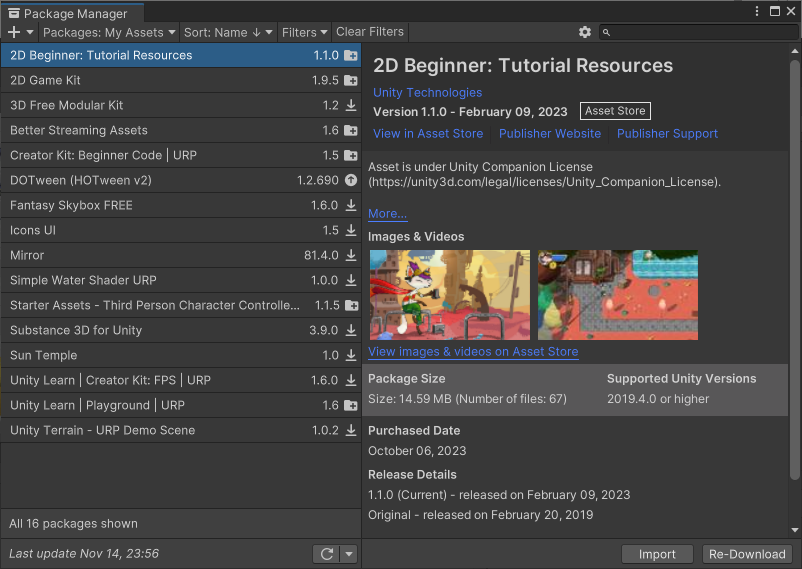 Package Manager
Packages: My Assets
Sort: Name ↓
Filters
Clear Filters
2D Beginner: Tutorial Resources 1.1.0
2D Game Kit 1.9.5
3D Free Modular Kit 1.2
Better Streaming Assets 1.6
Creator Kit: Beginner Code | URP 1.5
DOTween (HOTween v2) 1.2.690
Fantasy Skybox FREE 1.6.0
Icons UI 1.5
Mirror 81.4.0
Simple Water Shader URP 1.0.0
Starter Assets - Third Person Character Controlle... 1.1.5
Substance 3D for Unity 3.9.0
Sun Temple 1.0
Unity Learn | Creator Kit: FPS | URP 1.6.0
Unity Learn | Playground | URP 1.6
Unity Terrain - URP Demo Scene 1.0.2
All 16 packages shown
Last update Nov 14, 23:56
2D Beginner: Tutorial Resources
Unity Technologies
Version 1.1.0 - February 09, 2023 Asset Store
View in Asset Store Publisher Website Publisher Support
Asset is under Unity Companion License
(https://unity3d.com/legal/licenses/Unity_Companion_License).
More...
Images & Videos
View images & videos on Asset Store
Package Size Supported Unity Versions
Size: 14.59 MB (Number of files: 67) 2019.4.0 or higher
Purchased Date
October 06, 2023
Release Details
1.1.0 (Current) - released on February 09, 2023
Original - released on February 20, 2019
Import Re-Download